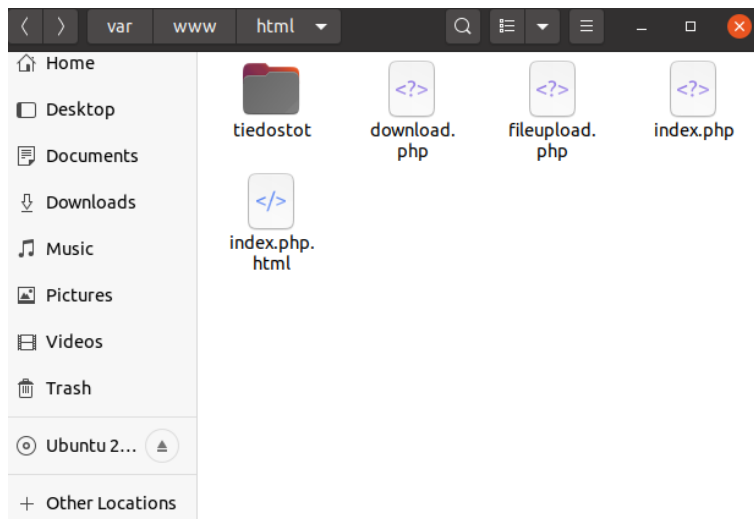 var www html
Home
Desktop
Documents
Downloads
Music
Pictures
Videos
Trash
Ubuntu 2...
+ Other Locations
tiedostot
download.
php
fileupload.
php
index.php
index.php.
html